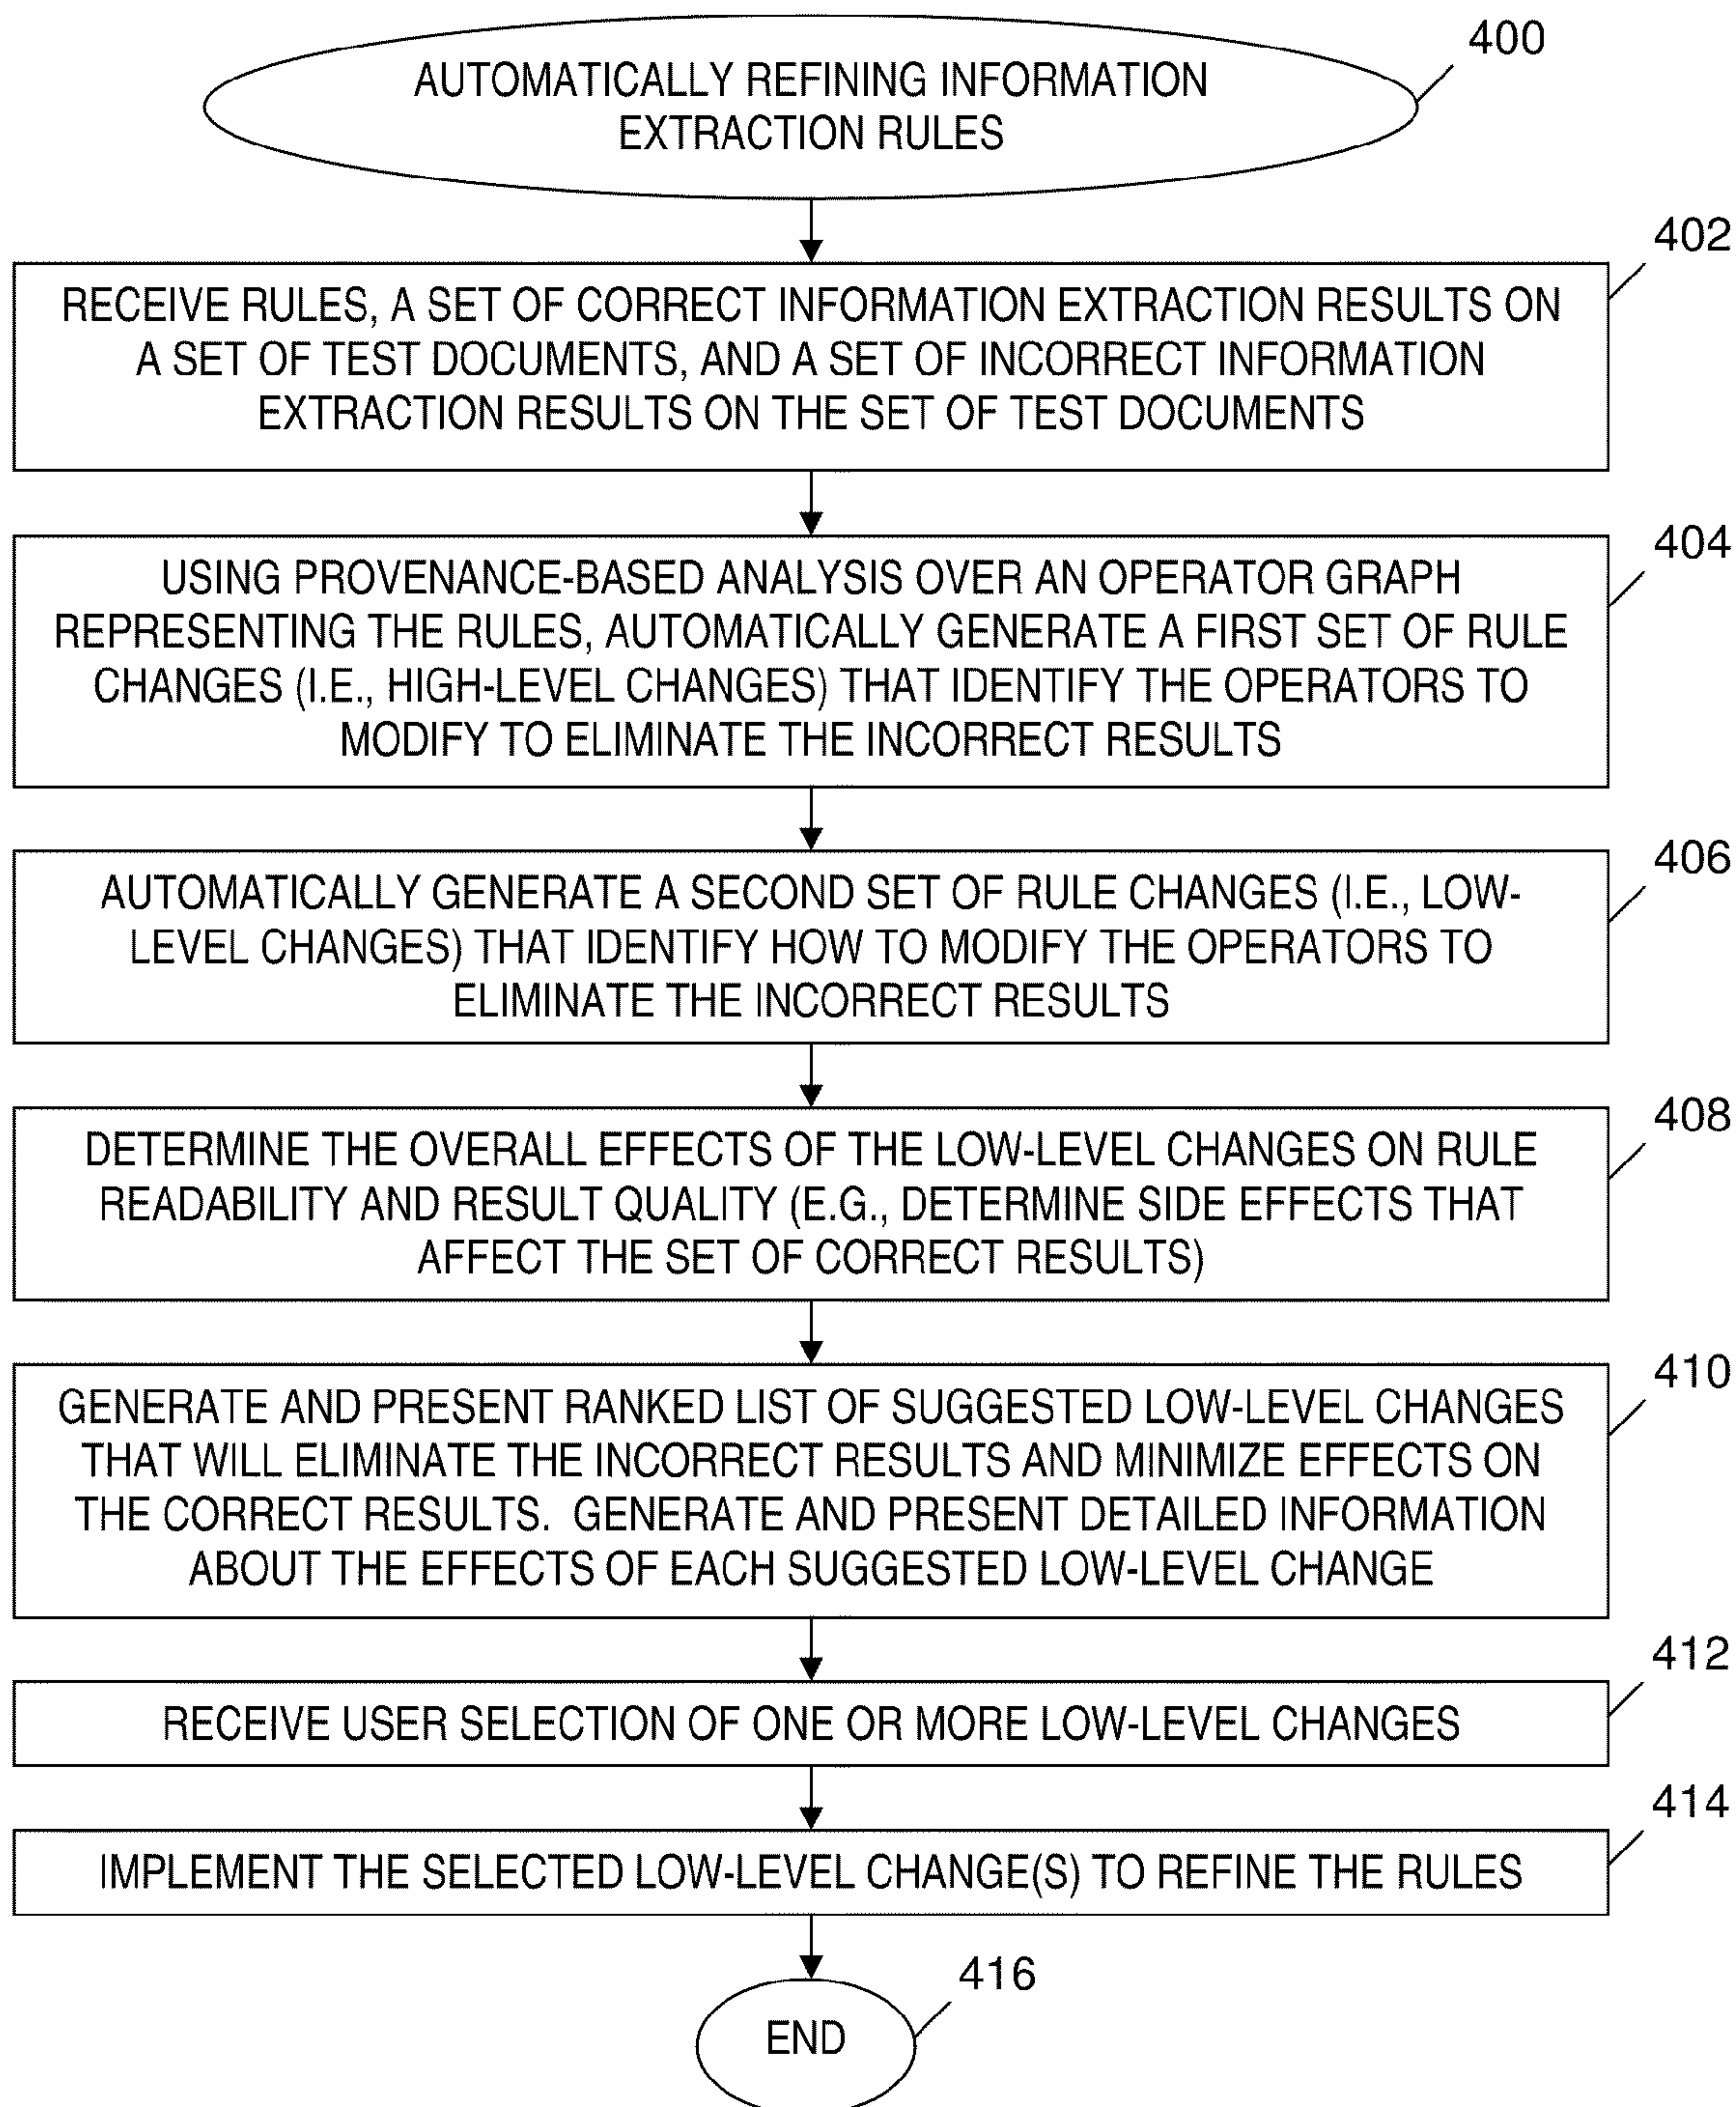 400
AUTOMATICALLY REFINING INFORMATION
EXTRACTION RULES
402
RECEIVE RULES, A SET OF CORRECT INFORMATION EXTRACTION RESULTS ON
A SET OF TEST DOCUMENTS, AND A SET OF INCORRECT INFORMATION
EXTRACTION RESULTS ON THE SET OF TEST DOCUMENTS
404
USING PROVENANCE-BASED ANALYSIS OVER AN OPERATOR GRAPH
REPRESENTING THE RULES, AUTOMATICALLY GENERATE A FIRST SET OF RULE
CHANGES (I.E., HIGH-LEVEL CHANGES) THAT IDENTIFY THE OPERATORS TO
MODIFY TO ELIMINATE THE INCORRECT RESULTS
406
AUTOMATICALLY GENERATE A SECOND SET OF RULE CHANGES (I.E., LOW-
LEVEL CHANGES) THAT IDENTIFY HOW TO MODIFY THE OPERATORS TO
ELIMINATE THE INCORRECT RESULTS
408
DETERMINE THE OVERALL EFFECTS OF THE LOW-LEVEL CHANGES ON RULE
READABILITY AND RESULT QUALITY (E.G., DETERMINE SIDE EFFECTS THAT
AFFECT THE SET OF CORRECT RESULTS)
410
GENERATE AND PRESENT RANKED LIST OF SUGGESTED LOW-LEVEL CHANGES
THAT WILL ELIMINATE THE INCORRECT RESULTS AND MINIMIZE EFFECTS ON
THE CORRECT RESULTS. GENERATE AND PRESENT DETAILED INFORMATION
ABOUT THE EFFECTS OF EACH SUGGESTED LOW-LEVEL CHANGE
412
RECEIVE USER SELECTION OF ONE OR MORE LOW-LEVEL CHANGES
414
IMPLEMENT THE SELECTED LOW-LEVEL CHANGE(S) TO REFINE THE RULES
416
END